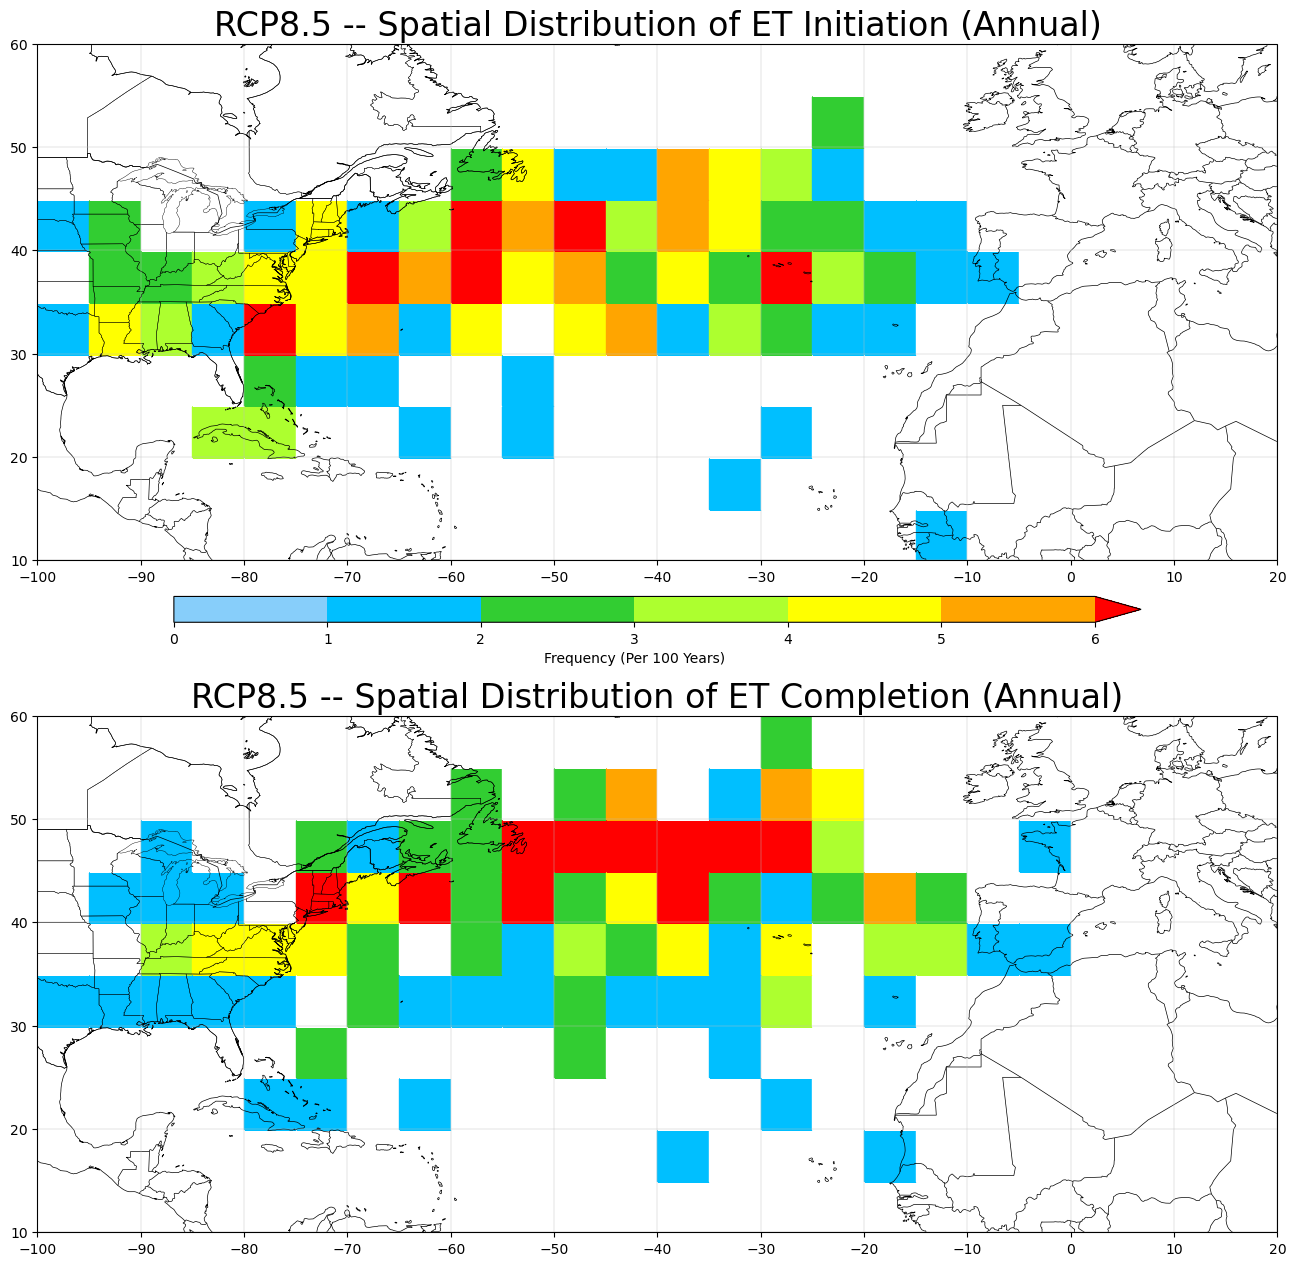 RCP8.5 -- Spatial Distribution of ET Initiation (Annual)
60
50
40
30
20
10
−100 −90 −80 −70 −60 −50 −40 −30 −20 −10 0 10 20
0 1 2 3 4 5 6
Frequency (Per 100 Years)
RCP8.5 -- Spatial Distribution of ET Completion (Annual)
60
50
40
30
20
10
−100 −90 −80 −70 −60 −50 −40 −30 −20 −10 0 10 20